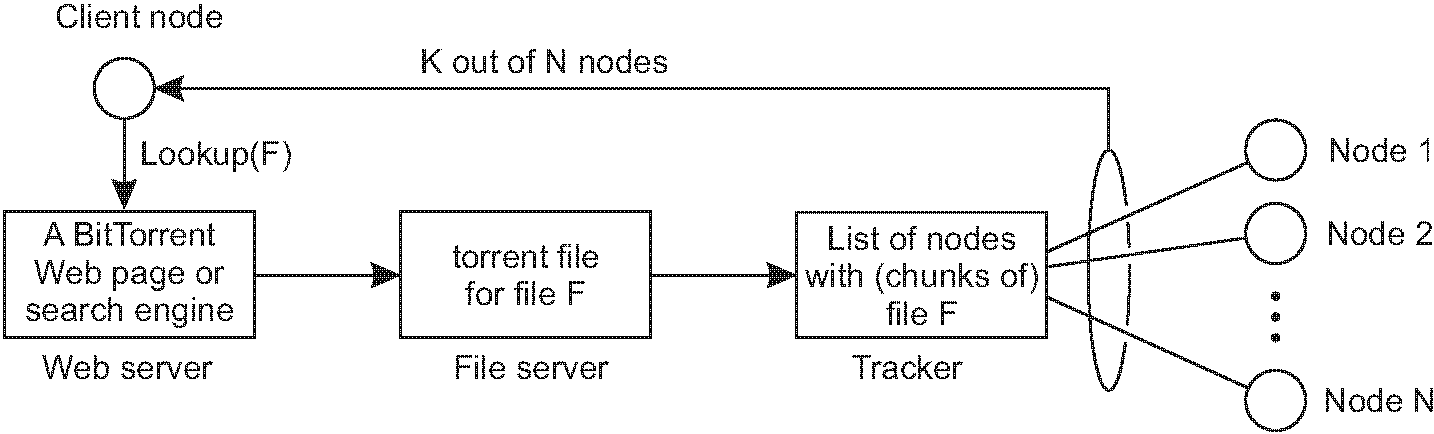 Client node
K out of N nodes
Lookup(F)
A BitTorrent
Web page or
search engine
Web server
torrent file
for file F
File server
List of nodes
with (chunks of)
file F
Tracker
Node 1
Node 2
Node N